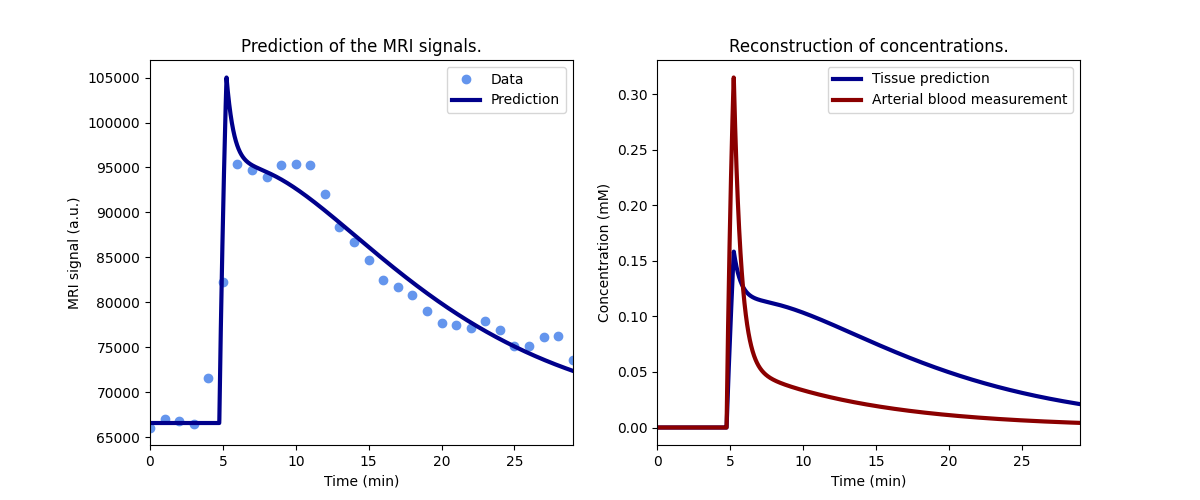 Prediction of the MRI signals.
105000
100000
95000
90000
85000
80000
75000
70000
65000
MRI signal (a.u.)
0
5
10
15
20
25
Time (min)
Data
Prediction
Reconstruction of concentrations.
0.30
0.25
0.20
0.15
0.10
0.05
0.00
Concentration (mM)
0
5
10
15
20
25
Time (min)
Tissue prediction
Arterial blood measurement